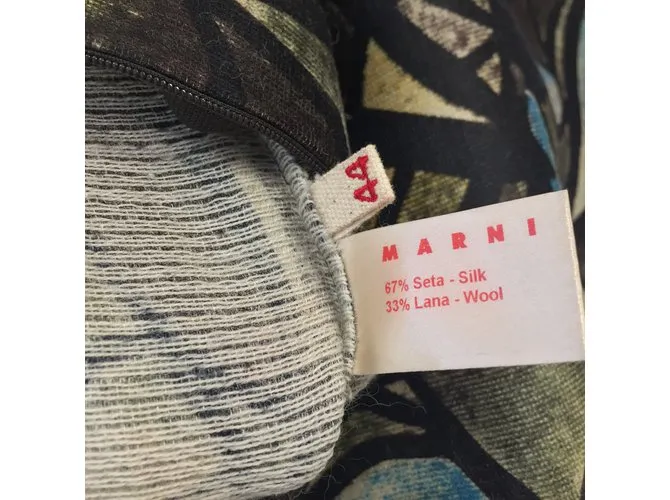 44
MARNI
67% Seta - Silk
33% Lana - Wool